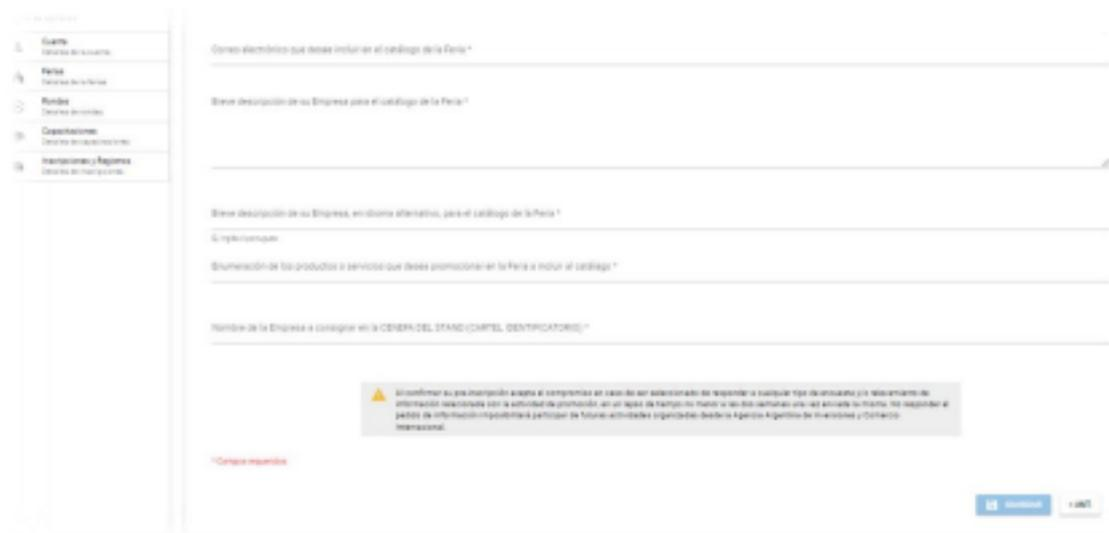 Cuenta
Detalles de la cuenta
Ferias
Detalles de la ferias
Rondas
Detalles de rondas
Capacitaciones
Detalles de capacitaciones
Inscripciones y Registros
Detalles de inscripciones
Correo electrónico que desea incluir en el catálogo de la Feria *
Breve descripción de su Empresa para el catálogo de la Feria *
Breve descripción de su Empresa, en idioma alternativo, para el catálogo de la Feria *
Enumeración de los productos o servicios que desea promocionar en la Feria a incluir al catálogo *
Nombre de la Empresa a consignar en la CENEFA DEL STAND (CARTEL IDENTIFICATORIO) *
Al confirmar su pre-inscripción acepta el compromiso en caso de ser seleccionado de responder a cualquier tipo de encuesta y/o relevamiento de
información relacionada con la actividad de promoción, en un lapso de tiempo no menor a las dos semanas una vez enviada la misma. No responder el
pedido de información imposibilitará participar de futuras actividades organizadas desde la Agencia Argentina de Inversiones y Comercio
Internacional.
* Campos requeridos
< ANT.